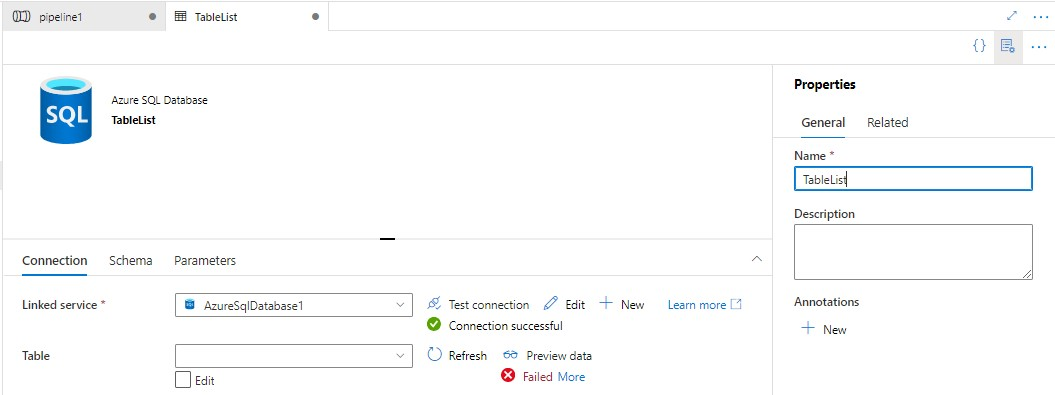 pipeline1
TableList
SQL
Azure SQL Database
TableList
Properties
General Related
Name *
TableList
Description
Annotations
New
Connection Schema Parameters
Linked service *
AzureSqlDatabase1
Test connection Edit New Learn more
Connection successful
Table
Refresh Preview data
Edit
Failed More